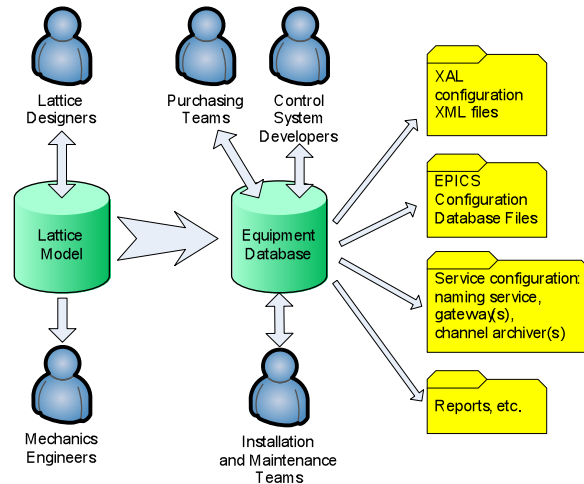 Lattice
Designers
Purchasing
Teams
Control
System
Developers
XAL
configuration
XML files
EPICS
Configuration
Database Files
Lattice
Model
Equipment
Database
Service configuration:
naming service,
gateway(s),
channel archiver(s)
Reports, etc.
Mechanics
Engineers
Installation
and Maintenance
Teams